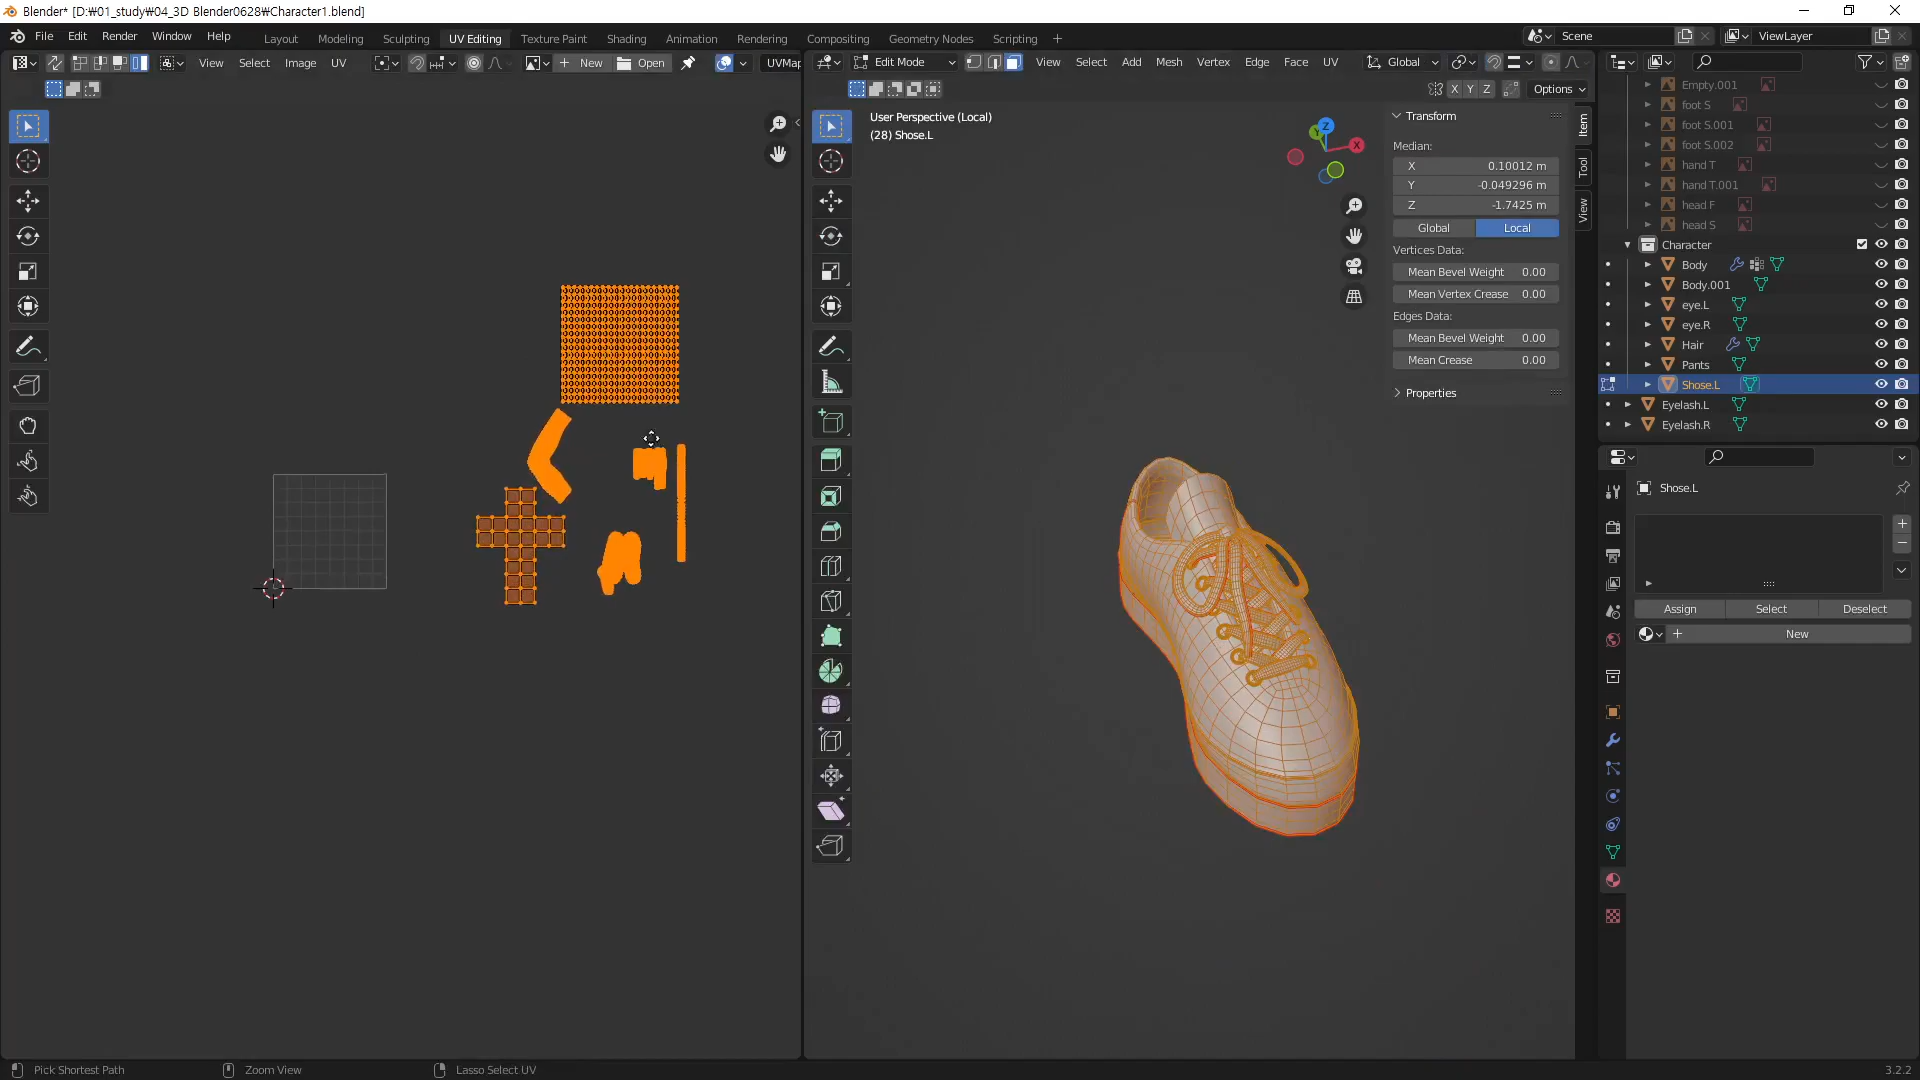 Blender* [D:₩01_study₩04_3D Blender0628₩Character1.blend]
File Edit Render Window Help
Layout Modeling Sculpting UV Editing Texture Paint Shading Animation Rendering Compositing Geometry Nodes Scripting
Scene ViewLayer
View Select Image UV New Open UVMap
Edit Mode View Select Add Mesh Vertex Edge Face UV Global
X Y Z Options
User Perspective (Local)
(28) Shose.L
Z
Y
X
Transform
Median:
X 0.10012 m
Y -0.049296 m
Z -1.7425 m
Global Local
Vertices Data:
Mean Bevel Weight 0.00
Mean Vertex Crease 0.00
Edges Data:
Mean Bevel Weight 0.00
Mean Crease 0.00
Properties
Item
Tool
View
Empty.001
foot S
foot S.001
foot S.002
hand T
hand T.001
head F
head S
Character
Body
Body.001
eye.L
eye.R
Hair
Pants
Shose.L
Eyelash.L
Eyelash.R
Shose.L
Assign Select Deselect
New
Pick Shortest Path Zoom View Lasso Select UV 3.2.2